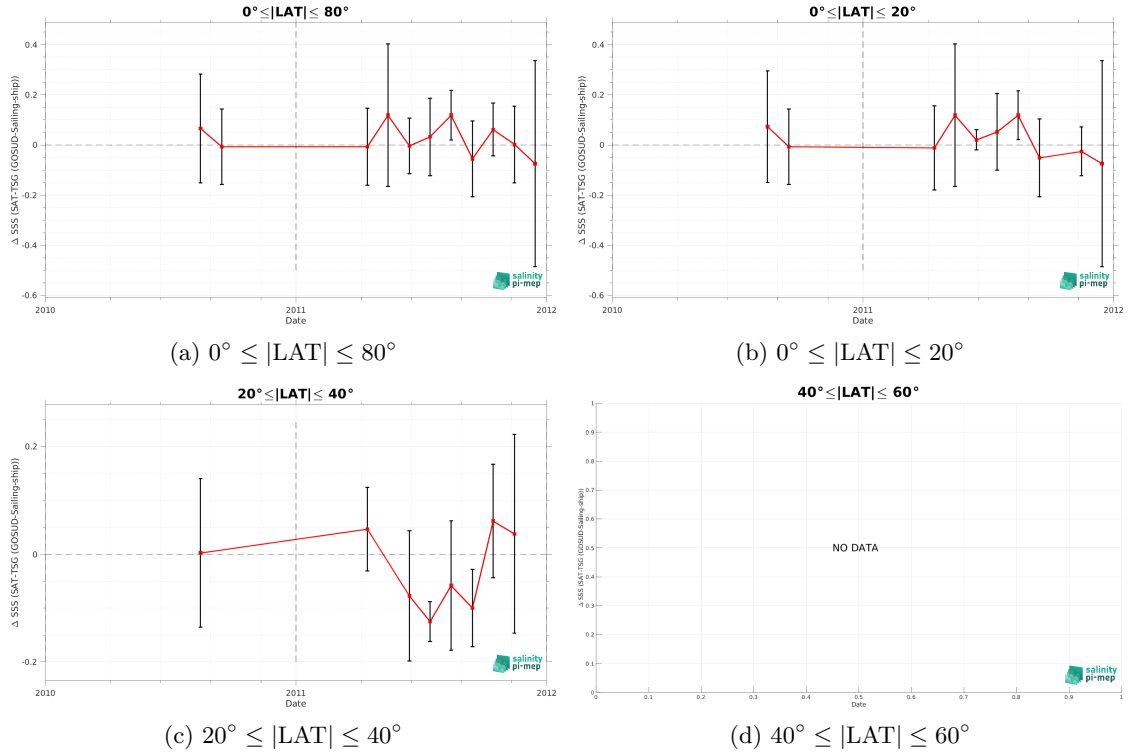 0°≤|LAT|≤ 80°
0.4
0.2
0
-0.2
-0.4
-0.6
Δ SSS (SAT-TSG (GOSUD-Sailing-ship))
2010
2011
2012
Date
salinity
pi-mep
(a) 0° ≤ |LAT| ≤ 80°
0°≤|LAT|≤ 20°
0.4
0.2
0
-0.2
-0.4
-0.6
Δ SSS (SAT-TSG (GOSUD-Sailing-ship))
2010
2011
2012
Date
salinity
pi-mep
(b) 0° ≤ |LAT| ≤ 20°
20°≤|LAT|≤ 40°
0.2
0
-0.2
Δ SSS (SAT-TSG (GOSUD-Sailing-ship))
2010
2011
2012
Date
salinity
pi-mep
(c) 20° ≤ |LAT| ≤ 40°
40°≤|LAT|≤ 60°
1
0.9
0.8
0.7
0.6
0.5
0.4
0.3
0.2
0.1
0
Δ SSS (SAT-TSG (GOSUD-Sailing-ship))
NO DATA
0
0.1
0.2
0.3
0.4
0.5
0.6
0.7
0.8
0.9
1
Date
salinity
pi-mep
(d) 40° ≤ |LAT| ≤ 60°